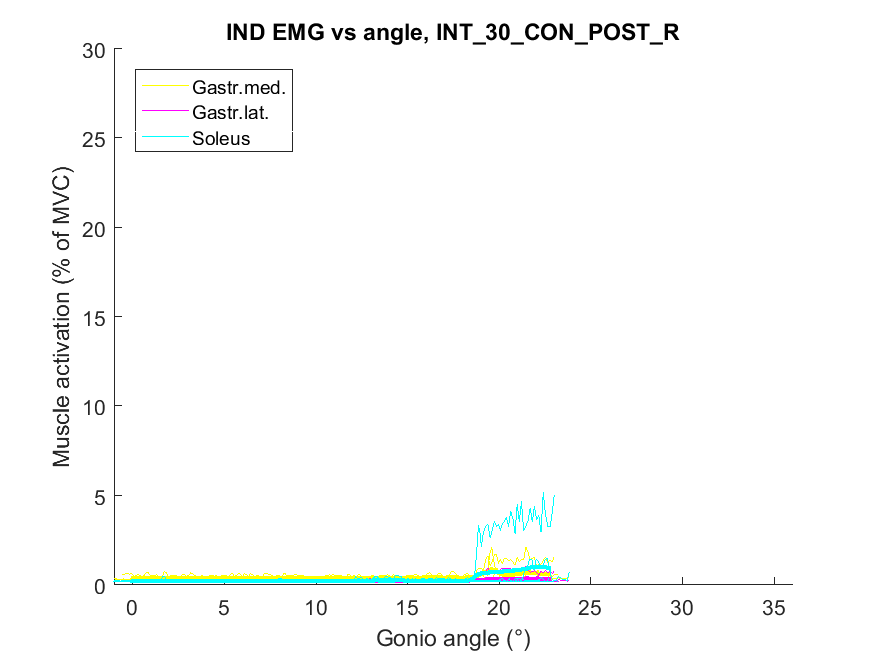 IND EMG vs angle, INT_30_CON_POST_R
30
25
20
15
10
5
0
Muscle activation (% of MVC)
Gastr.med.
Gastr.lat.
Soleus
0 5 10 15 20 25 30 35
Gonio angle (°)